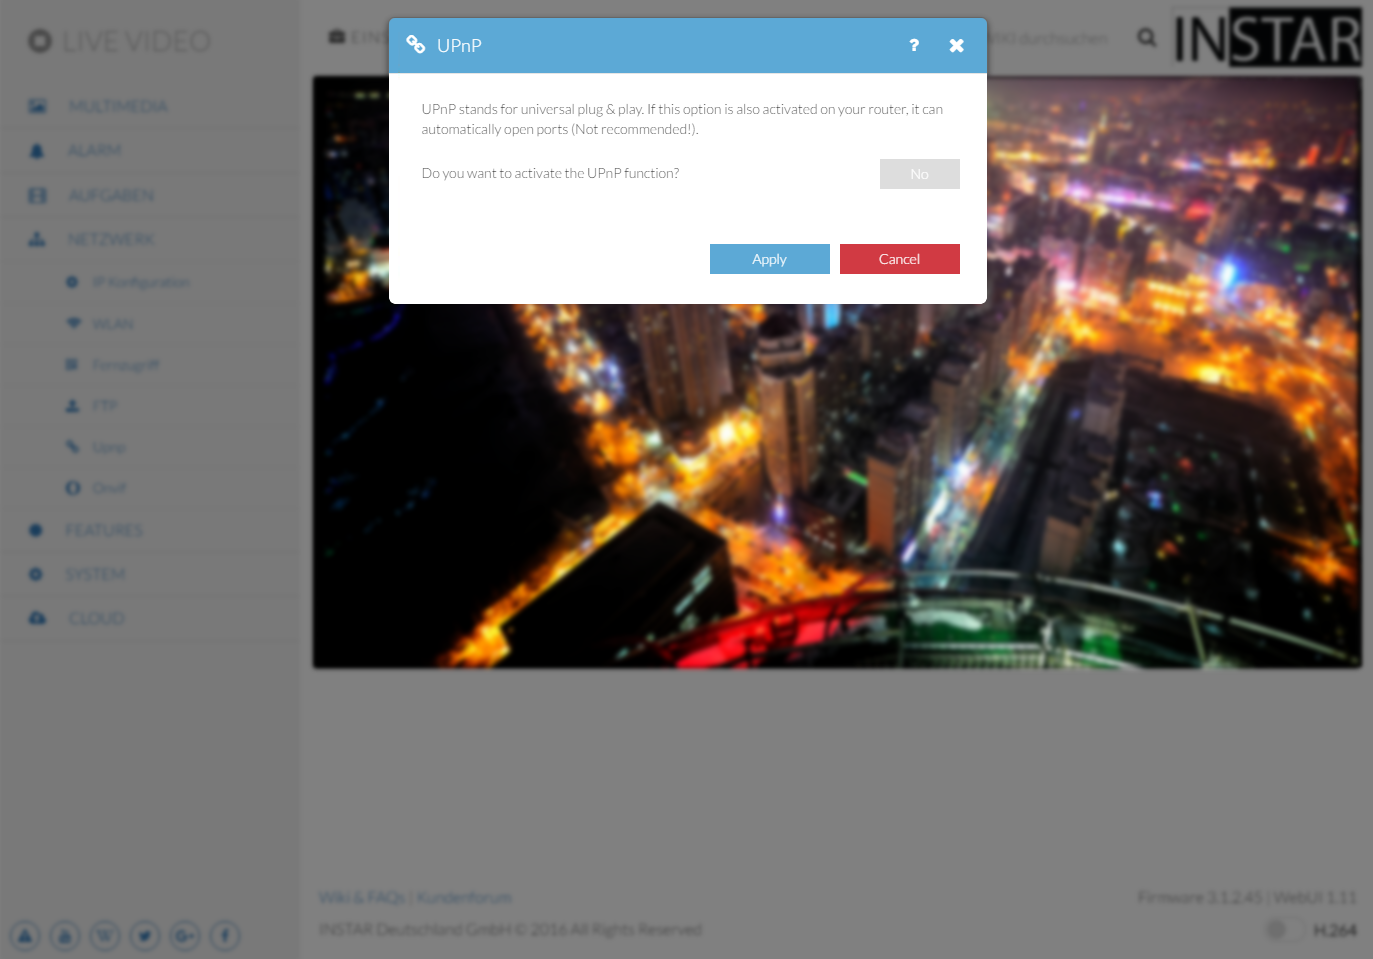 LIVE VIDEO
MULTIMEDIA
ALARM
AUFGABEN
NETZWERK
IP Konfiguration
WLAN
Fernzugriff
FTP
Upnp
Onvif
FEATURES
SYSTEM
CLOUD
EINS
durchsuchen
INSTAR
UPnP
?
UPnP stands for universal plug & play. If this option is also activated on your router, it can
automatically open ports (Not recommended!).
Do you want to activate the UPnP function?
No
Apply
Cancel
Wiki & FAQs | Kundenforum
Firmware 3.1.2.45 | WebUI 1.11
INSTAR Deutschland GmbH © 2016 All Rights Reserved
H.264